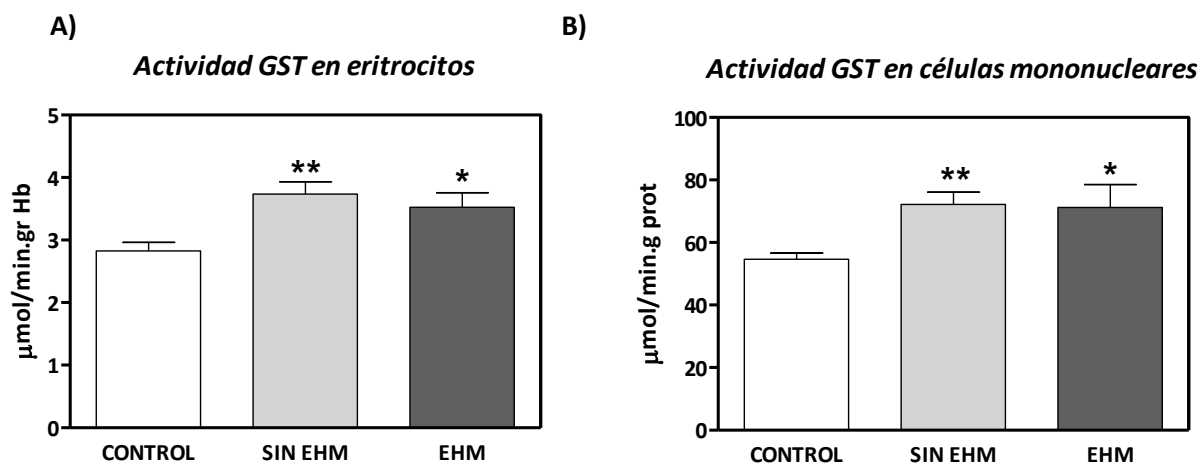 A)
Actividad GST en eritrocitos
μmol/min.gr Hb
5
4
3
2
1
0
**
*
CONTROL
SIN EHM
EHM
B)
Actividad GST en células mononucleares
μmol/min.g prot
100
80
60
40
20
0
**
*
CONTROL
SIN EHM
EHM